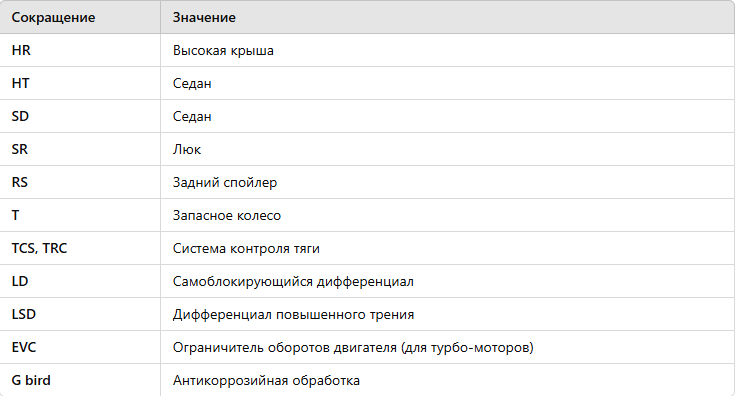 Сокращение Значение
HR Высокая крыша
HT Седан
SD Седан
SR Люк
RS Задний спойлер
T Запасное колесо
TCS, TRC Система контроля тяги
LD Самоблокирующийся дифференциал
LSD Дифференциал повышенного трения
EVC Ограничитель оборотов двигателя (для турбо-моторов)
G bird Антикоррозийная обработка